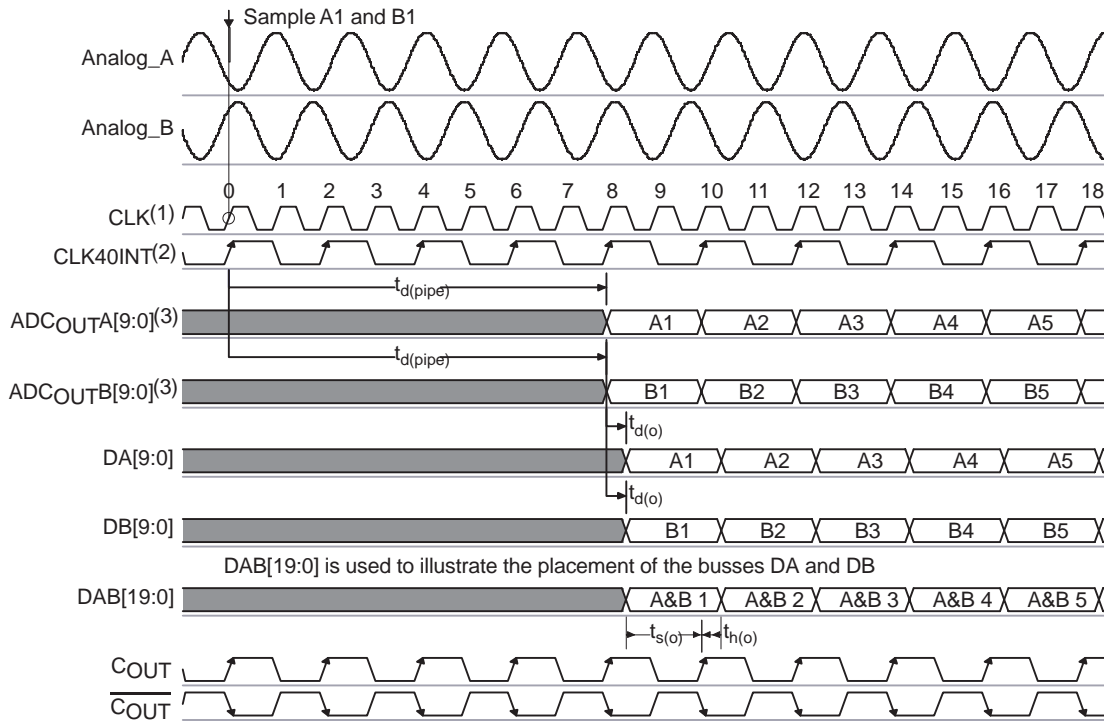 Sample A1 and B1
Analog_A
Analog_B
0 1 2 3 4 5 6 7 8 9 10 11 12 13 14 15 16 17 18
CLK(1)
CLK40INT(2)
td(pipe)
ADCOUTA[9:0](3) A1 A2 A3 A4 A5
td(pipe)
ADCOUTB[9:0](3) B1 B2 B3 B4 B5
td(o)
DA[9:0] A1 A2 A3 A4 A5
td(o)
DB[9:0] B1 B2 B3 B4 B5
DAB[19:0] is used to illustrate the placement of the busses DA and DB
DAB[19:0] A&B 1 A&B 2 A&B 3 A&B 4 A&B 5
ts(o) th(o)
COUT
COUT